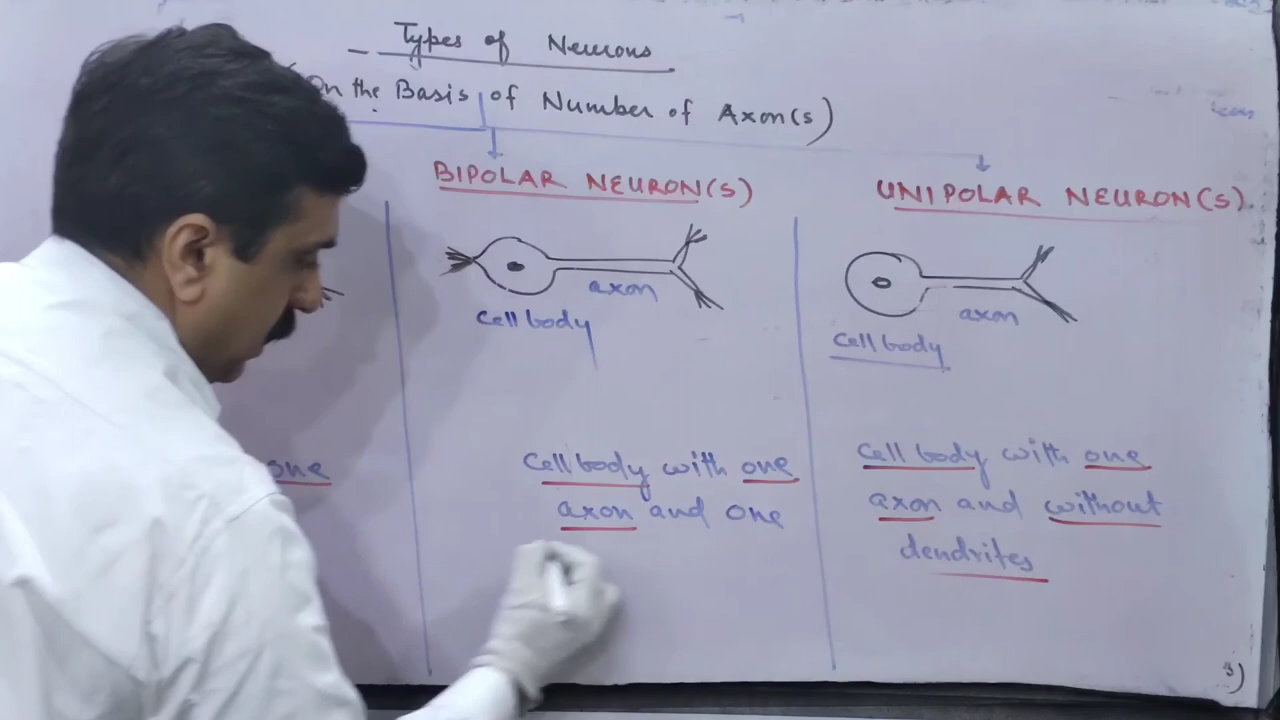 Types of Neurons
On the Basis of Number of Axon(s)
BIPOLAR NEURON(S)
UNIPOLAR NEURON(S).
axon
cell body
axon
cell body
one
cell body with one
axon and one
cell body with one
axon and without
dendrites